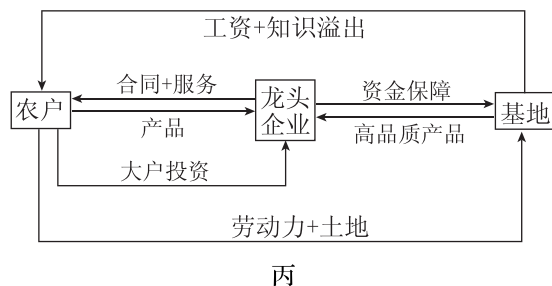 工资+知识溢出
合同+服务
龙头
企业
资金保障
农户
基地
产品
高品质产品
大户投资
劳动力+土地
丙